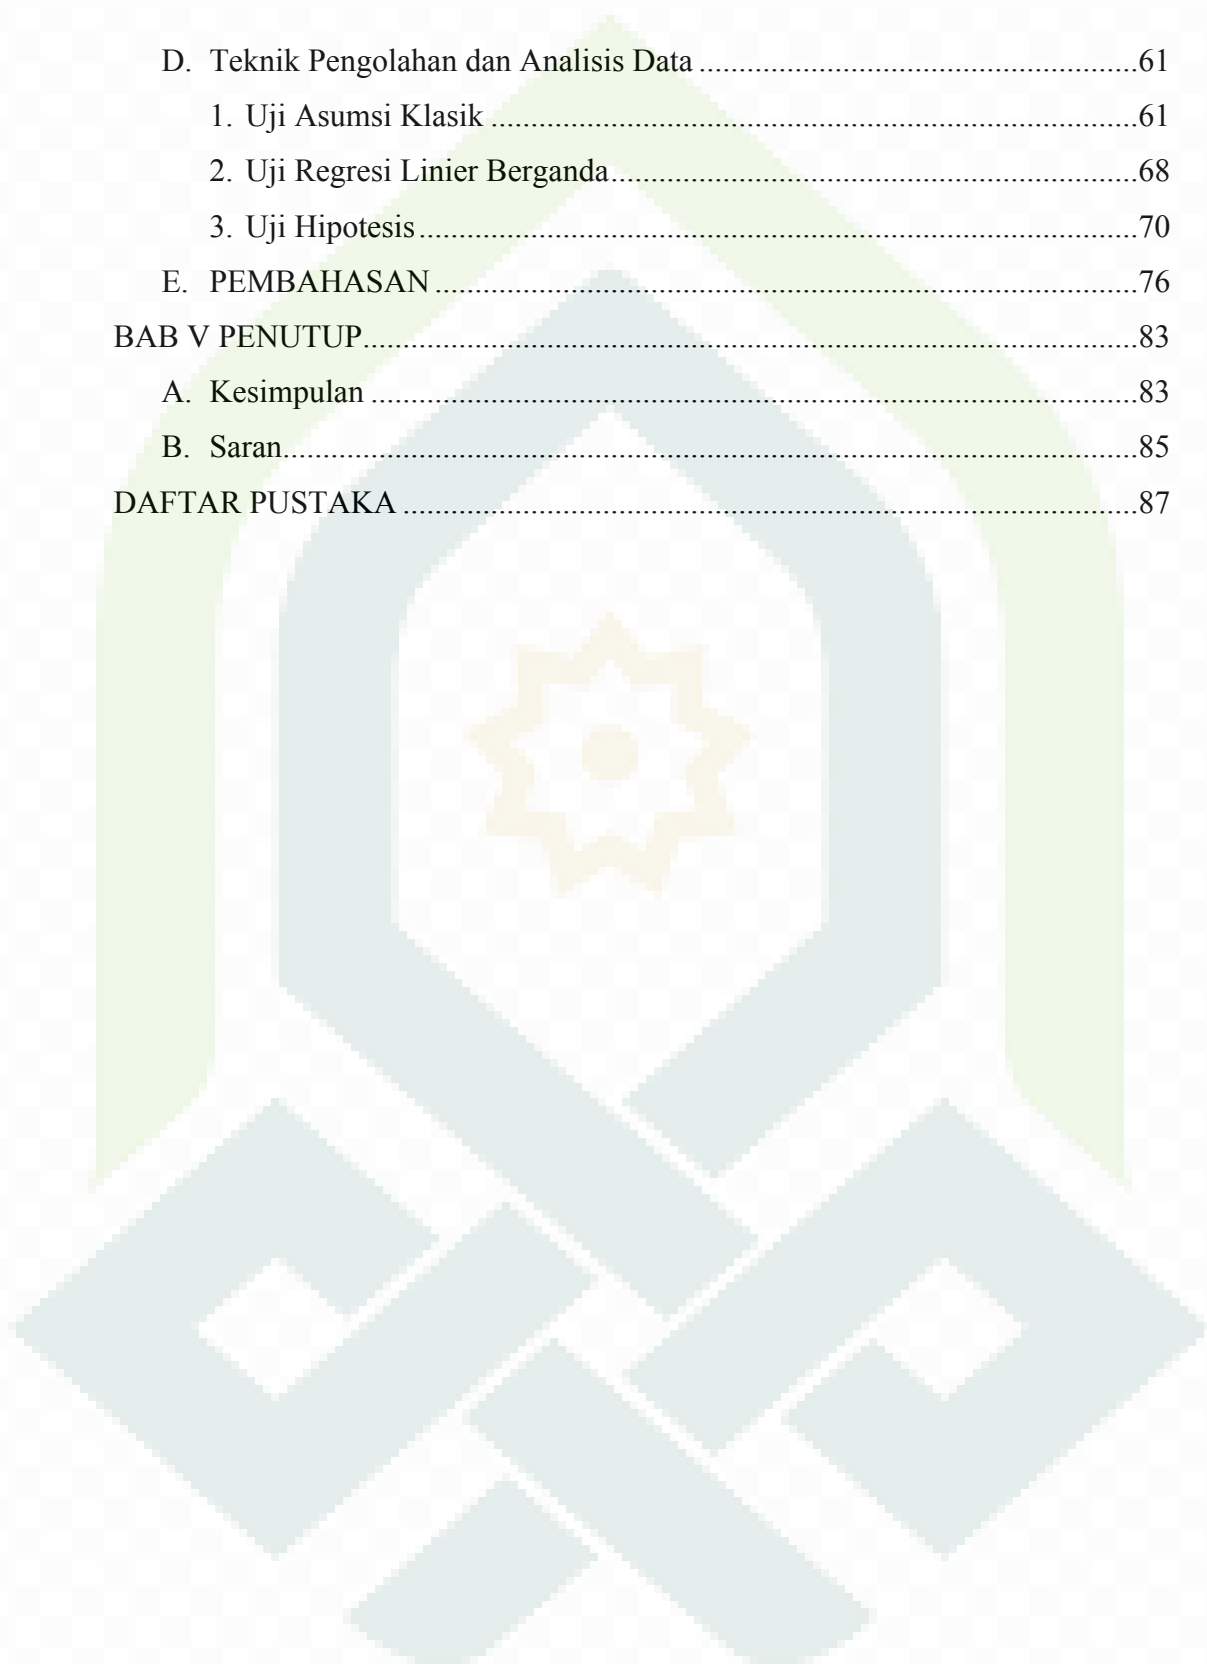 D. Teknik Pengolahan dan Analisis Data.......................................................61
1. Uji Asumsi Klasik.................................................................................61
2. Uji Regresi Linier Berganda..................................................................68
3. Uji Hipotesis..........................................................................................70
E. PEMBAHASAN........................................................................................76
BAB V PENUTUP.................................................................................................83
A. Kesimpulan................................................................................................83
B. Saran...........................................................................................................85
DAFTAR PUSTAKA............................................................................................87